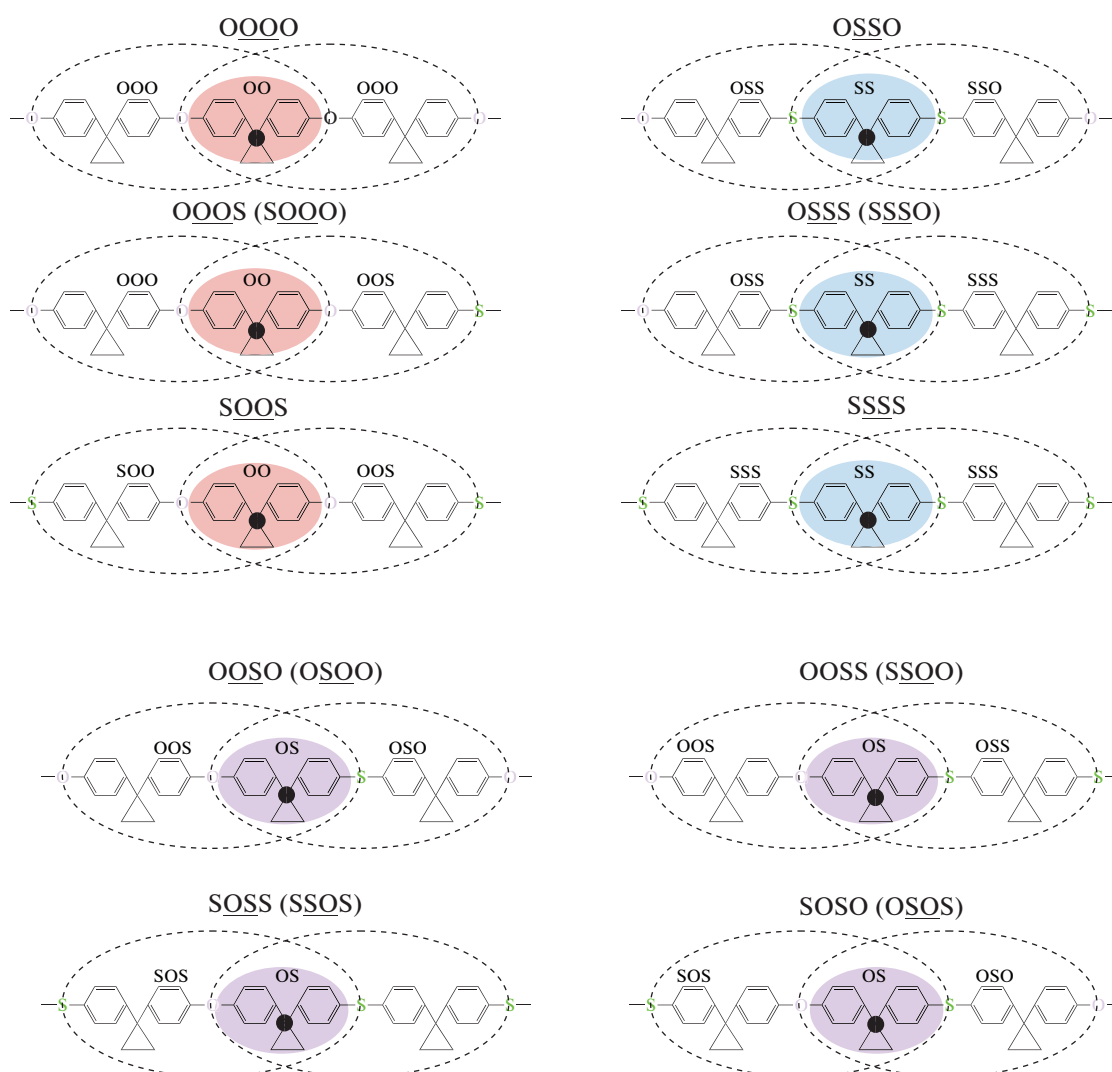 OOOO
OOO OO OOO
O O O O
OSSO
OSS SS SSO
O S S O
OOOS (SOOO)
OOO OO OOS
O O O S
OSSS (SSSO)
OSS SS SSS
O S S S
SOOS
SOO OO OOS
S O O S
SSSS
SSS SS SSS
S S S S
OOSO (OSOO)
OOS OS OSO
O O S O
OOSS (SSOO)
OOS OS OSS
O O S S
SOSS (SSOS)
SOS OS
S O S S
SOSO (OSOS)
SOS OS OSO
S O S O